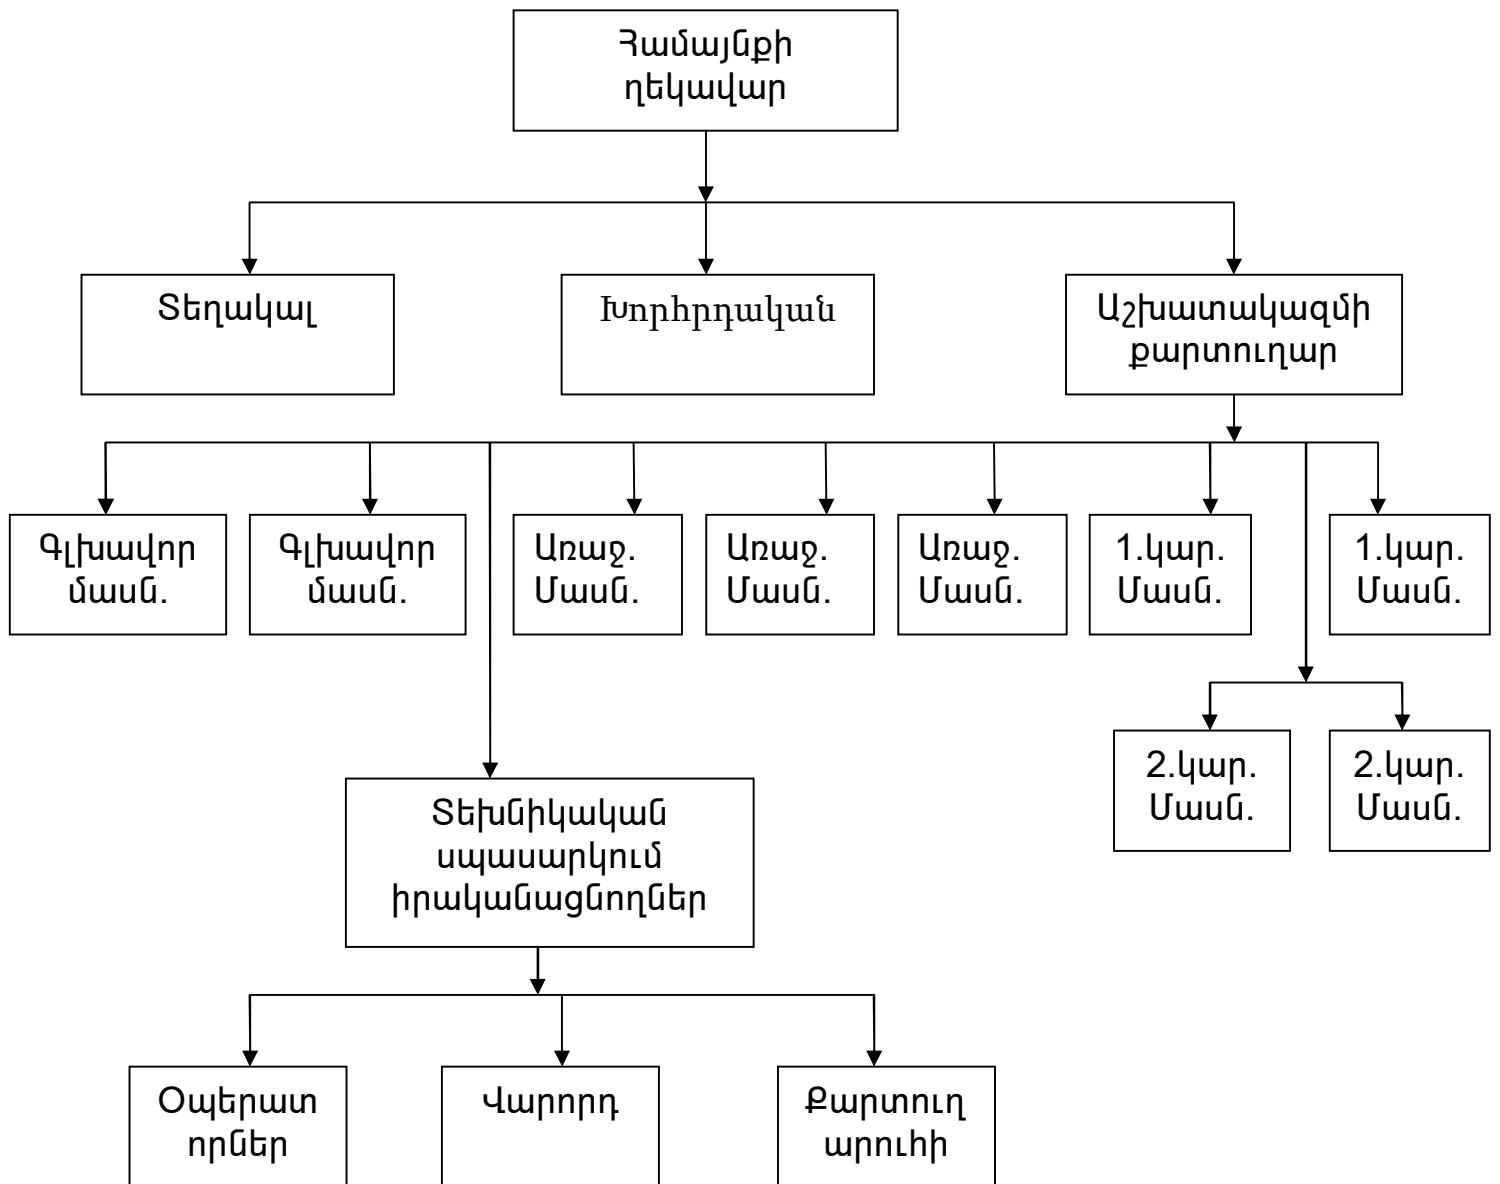 Համայնքի
ղեկավար
Տեղակալ
Խորհրդական
Աշխատակազմի
քարտուղար
Գլխավոր
մասն.
Գլխավոր
մասն.
Առաջ.
Մասն.
Առաջ.
Մասն.
Առաջ.
Մասն.
1.կար.
Մասն.
1.կար.
Մասն.
2.կար.
Մասն.
2.կար.
Մասն.
Տեխնիկական
սպասարկում
իրականացնողներ
Օպերատ
որներ
Վարորդ
Քարտուղ
արուհի